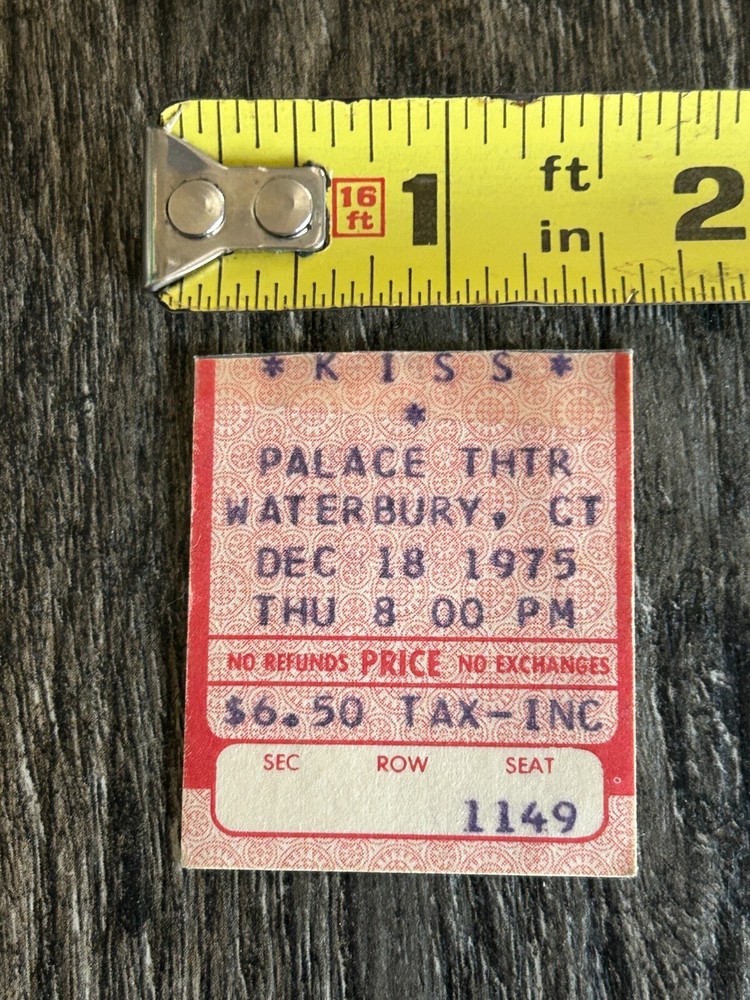 16 ft 1 ft in 2
* K I S S *
*
PALACE THTR
WATERBURY, CT
DEC 18 1975
THU 8 00 PM
NO REFUNDS PRICE NO EXCHANGES
$6.50 TAX-INC
SEC ROW SEAT
1149